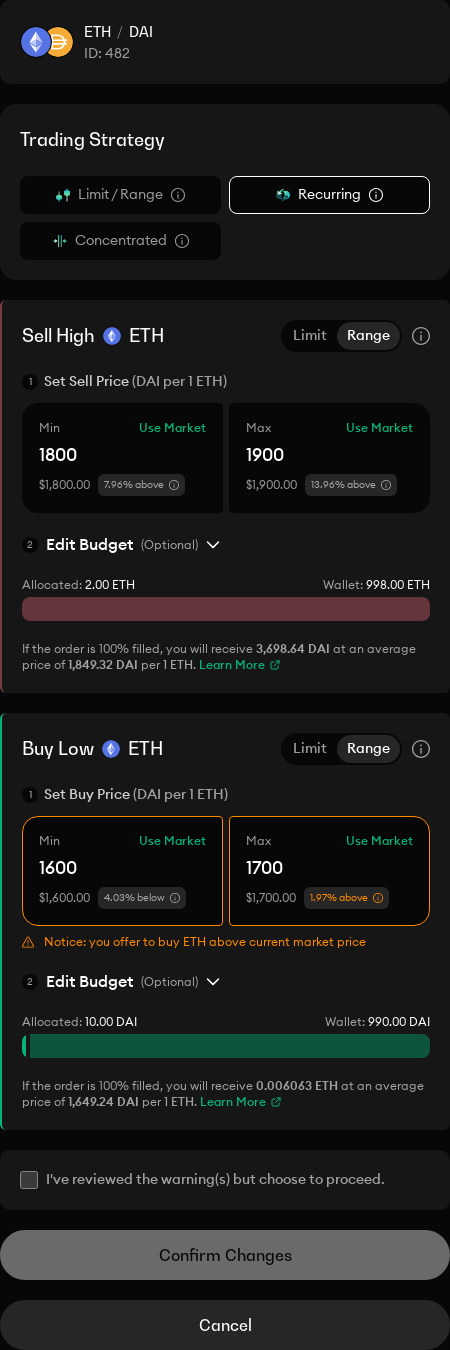 ETH / DAI
ID: 482
Trading Strategy
Limit / Range
Recurring
Concentrated
Sell High ETH
Limit Range
1 Set Sell Price (DAI per 1 ETH)
Min Use Market
1800
$1,800.00 7.96% above
Max Use Market
1900
$1,900.00 13.96% above
2 Edit Budget (Optional)
Allocated: 2.00 ETH Wallet: 998.00 ETH
If the order is 100% filled, you will receive 3,698.64 DAI at an average
price of 1,849.32 DAI per 1 ETH. Learn More
Buy Low ETH
Limit Range
1 Set Buy Price (DAI per 1 ETH)
Min Use Market
1600
$1,600.00 4.03% below
Max Use Market
1700
$1,700.00 1.97% above
Notice: you offer to buy ETH above current market price
2 Edit Budget (Optional)
Allocated: 10.00 DAI Wallet: 990.00 DAI
If the order is 100% filled, you will receive 0.006063 ETH at an average
price of 1,649.24 DAI per 1 ETH. Learn More
I've reviewed the warning(s) but choose to proceed.
Confirm Changes
Cancel